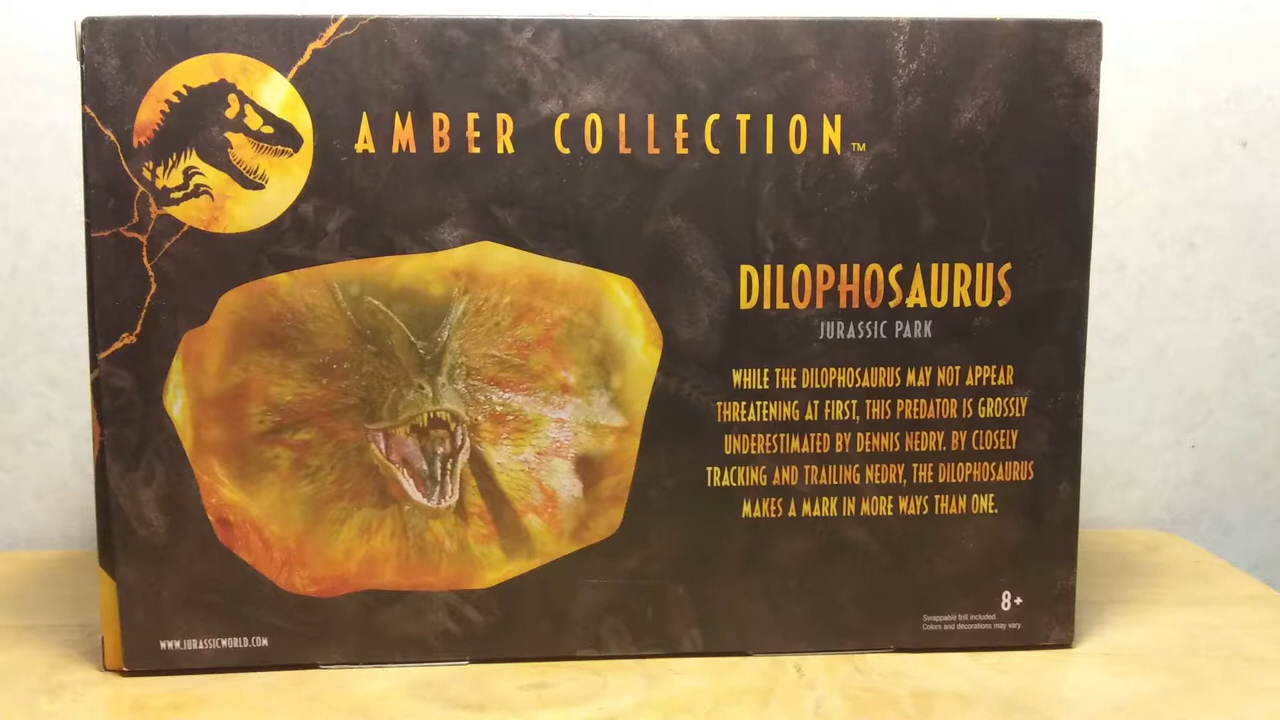 AMBER COLLECTION™
DILOPHOSAURUS
JURASSIC PARK
WHILE THE DILOPHOSAURUS MAY NOT APPEAR
THREATENING AT FIRST, THIS PREDATOR IS GROSSLY
UNDERESTIMATED BY DENNIS NEDRY. BY CLOSELY
TRACKING AND TRAILING NEDRY, THE DILOPHOSAURUS
MAKES A MARK IN MORE WAYS THAN ONE.
8+
Swappable frill included.
Colors and decorations may vary.
WWW.JURASSICWORLD.COM